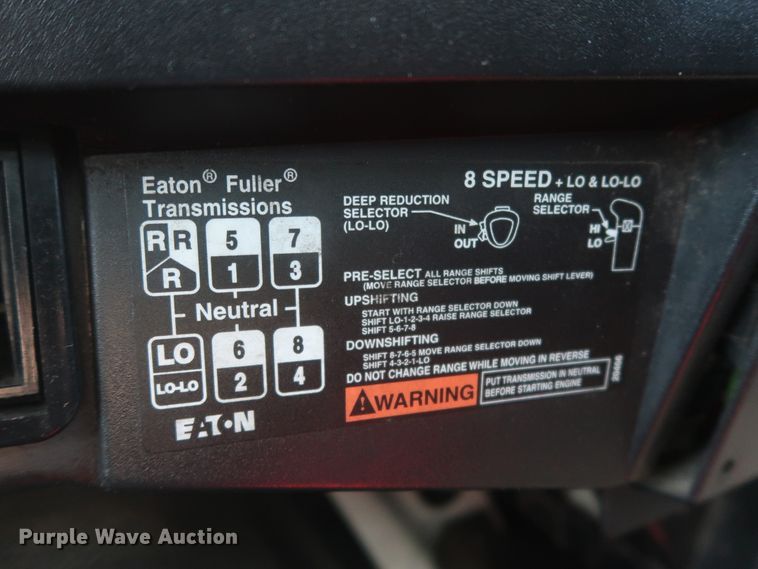 Eaton® Fuller®
Transmissions
R R
R
5
1
7
3
Neutral
LO
LO-LO
6
2
8
4
EATON
8 SPEED + LO & LO-LO
DEEP REDUCTION
SELECTOR
(LO-LO)
IN
OUT
RANGE
SELECTOR
HI
LO
PRE-SELECT ALL RANGE SHIFTS
(MOVE RANGE SELECTOR BEFORE MOVING SHIFT LEVER)
UPSHIFTING
START WITH RANGE SELECTOR DOWN
SHIFT LO-1-2-3-4 RAISE RANGE SELECTOR
SHIFT 5-6-7-8
DOWNSHIFTING
SHIFT 8-7-6-5 MOVE RANGE SELECTOR DOWN
SHIFT 4-3-2-1-LO
DO NOT CHANGE RANGE WHILE MOVING IN REVERSE
WARNING
PUT TRANSMISSION IN NEUTRAL
BEFORE STARTING ENGINE
Purple Wave Auction